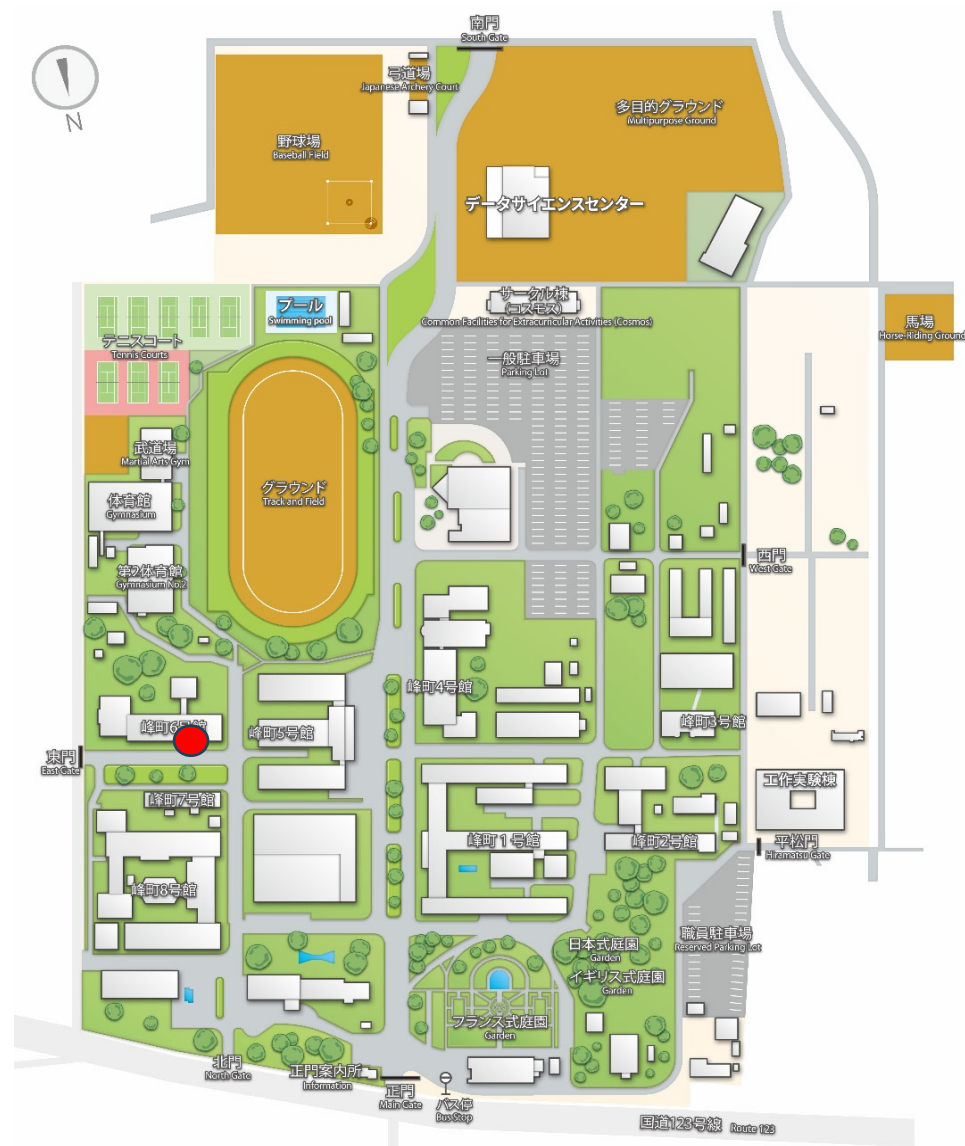 南門
South Gate
N
弓道場
Japanese Archery Court
多目的グラウンド
Multipurpose Ground
野球場
Baseball Field
データサイエンスセンター
プール
Swimming pool
サークル棟
(コスモス)
Common Facilities for Extracurricular Activities (Cosmos)
馬場
Horse-Riding Ground
テニスコート
Tennis Courts
一般駐車場
Parking Lot
武道場
Martial Arts Gym
体育館
Gymnasium
グラウンド
Track and Field
第2体育館
Gymnasium No.2
西門
West Gate
峰町4号館
峰町6号館
峰町5号館
峰町3号館
東門
East Gate
工作実験棟
峰町7号館
峰町1号館
峰町2号館
平松門
Hiramatsu Gate
峰町8号館
職員駐車場
Reserved Parking Lot
日本式庭園
Garden
イギリス式庭園
Garden
フランス式庭園
Garden
北門
North Gate
正門案内所
Information
正門
Main Gate
バス停
Bus Stop
国道123号線 Route 123